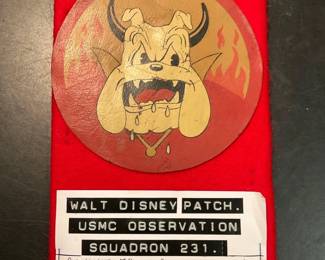 WALT DISNEY PATCH.
USMC OBSERVATION
SQUADRON 231.